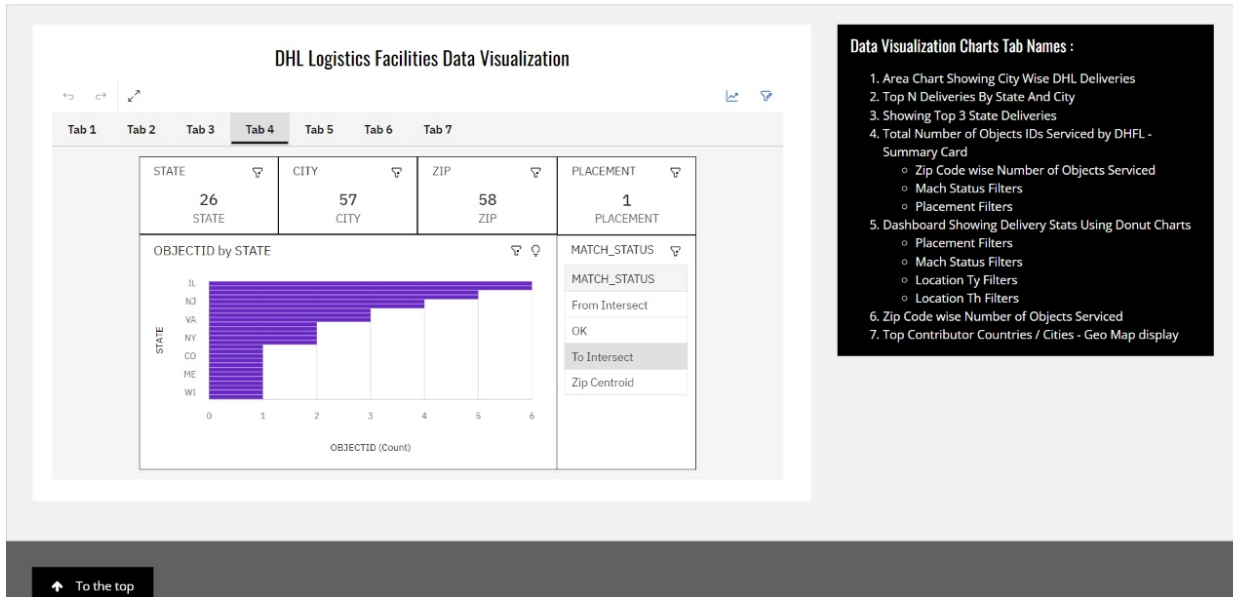 DHL Logistics Facilities Data Visualization
Tab 1 Tab 2 Tab 3 Tab 4 Tab 5 Tab 6 Tab 7
STATE CITY ZIP PLACEMENT
26 57 58 1
STATE CITY ZIP PLACEMENT
OBJECTID by STATE
IL
NJ
VA
NY
CO
ME
WI
STATE
0 1 2 3 4 5 6
OBJECTID (Count)
MATCH_STATUS
MATCH_STATUS
From Intersect
OK
To Intersect
Zip Centroid
Data Visualization Charts Tab Names :
1. Area Chart Showing City Wise DHL Deliveries
2. Top N Deliveries By State And City
3. Showing Top 3 State Deliveries
4. Total Number of Objects IDs Serviced by DHFL -
Summary Card
Zip Code wise Number of Objects Serviced
Mach Status Filters
Placement Filters
5. Dashboard Showing Delivery Stats Using Donut Charts
Placement Filters
Mach Status Filters
Location Ty Filters
Location Th Filters
6. Zip Code wise Number of Objects Serviced
7. Top Contributor Countries / Cities - Geo Map display
To the top